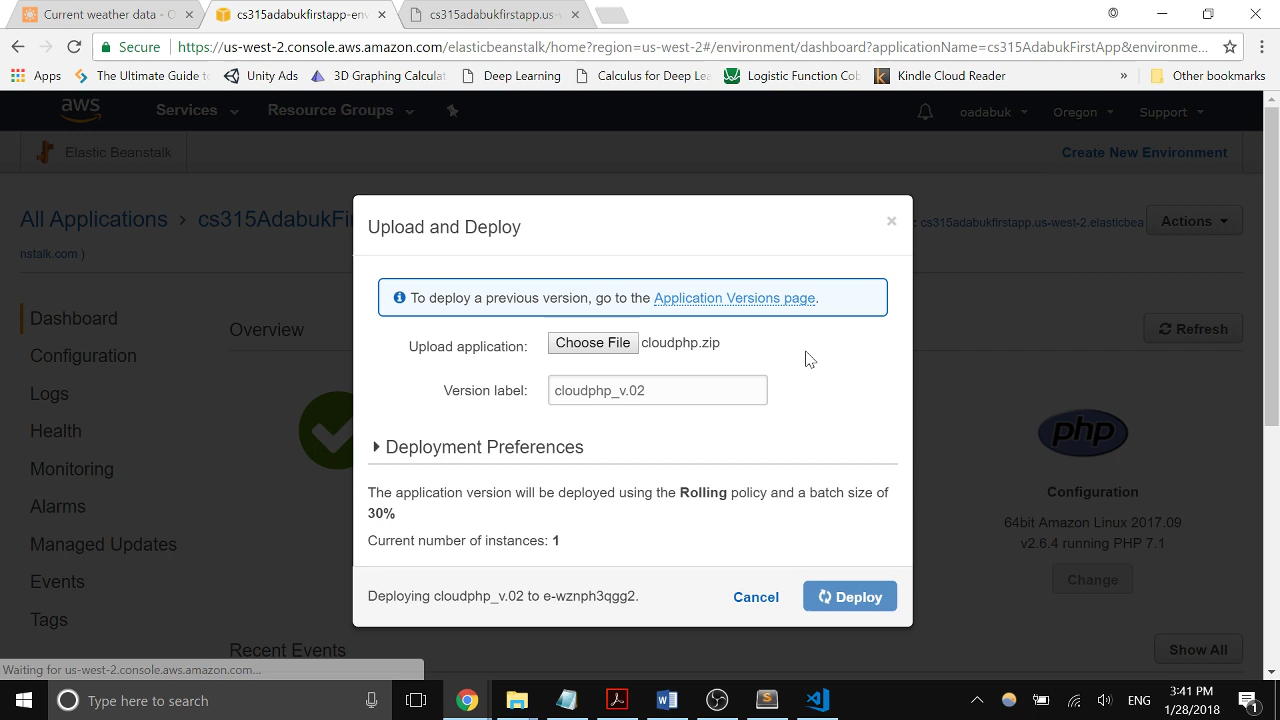 Current weather data - O
cs315adabukfirstapp-env
cs315adabukfirstapp.us-
Secure
https://us-west-2.console.aws.amazon.com/elasticbeanstalk/home?region=us-west-2#/environment/dashboard?applicationName=cs315AdabukFirstApp&environme...
Apps
The Ultimate Guide to
Unity Ads
3D Graphing Calcula
Deep Learning
Calculus for Deep Le
Logistic Function Cob
Kindle Cloud Reader
»
Other bookmarks
aws
Services
Resource Groups
oadabuk
Oregon
Support
Elastic Beanstalk
Create New Environment
All Applications › cs315AdabukFi
: cs315adabukfirstapp.us-west-2.elasticbea
nstalk.com )
Actions
Upload and Deploy
×
To deploy a previous version, go to the Application Versions page.
Upload application:
Choose File
cloudphp.zip
Version label:
cloudphp_v.02
Deployment Preferences
The application version will be deployed using the Rolling policy and a batch size of
30%
Current number of instances: 1
Deploying cloudphp_v.02 to e-wznph3qgg2.
Cancel
Deploy
Dashboard
Configuration
Logs
Health
Monitoring
Alarms
Managed Updates
Events
Tags
Overview
Refresh
php
Configuration
64bit Amazon Linux 2017.09
v2.6.4 running PHP 7.1
Change
Recent Events
Show All
Waiting for us-west-2.console.aws.amazon.com...
Type here to search
ENG
3:41 PM
1/28/2018
1